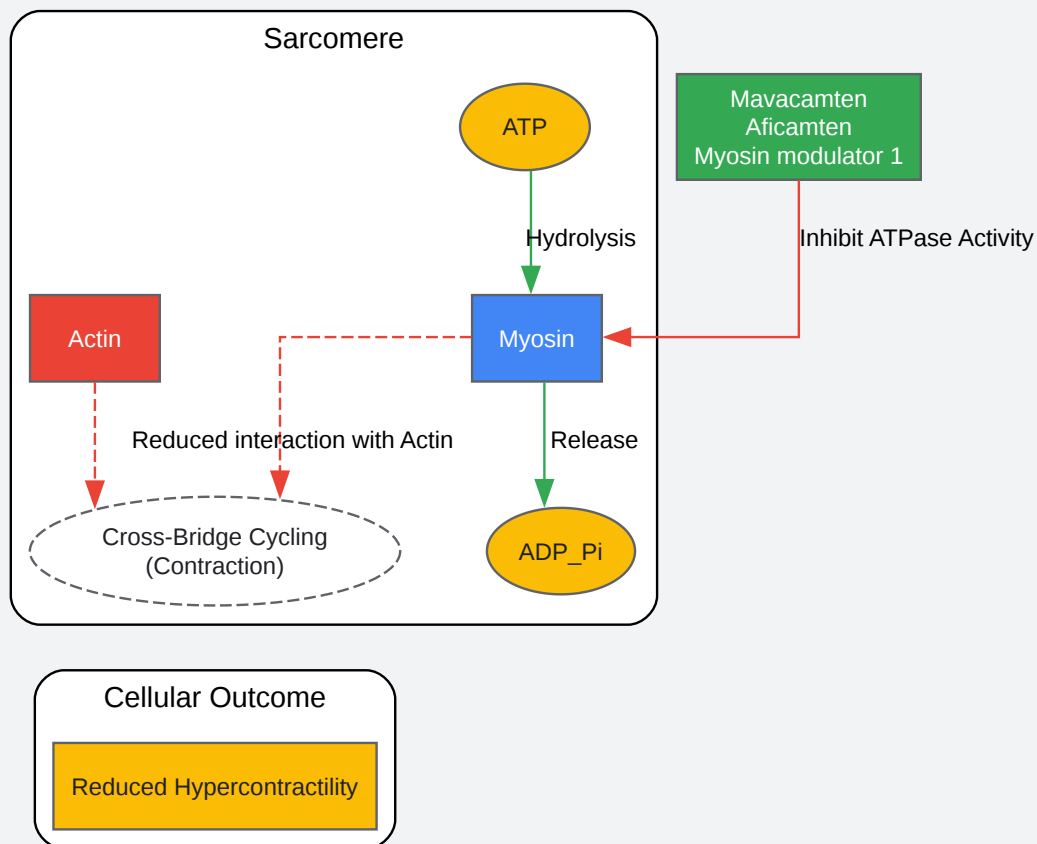 Sarcomere
ATP
Mavacamten
Aficamten
Myosin modulator 1
Hydrolysis
Inhibit ATPase Activity
Actin
Myosin
Reduced interaction with Actin
Release
Cross-Bridge Cycling
(Contraction)
ADP_Pi
Cellular Outcome
Reduced Hypercontractility